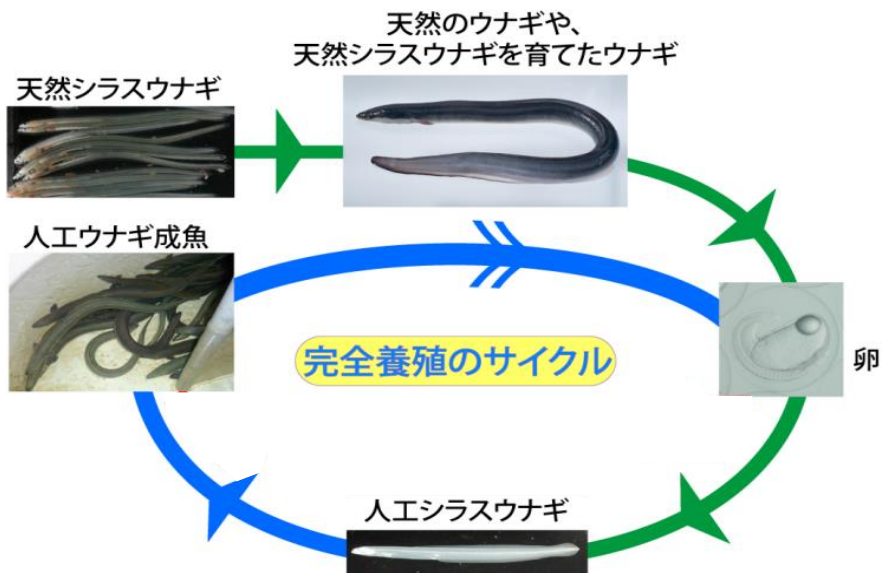 天然のウナギや、
天然シラスウナギを育てたウナギ
天然シラスウナギ
人工ウナギ成魚
完全養殖のサイクル
卵
人工シラスウナギ